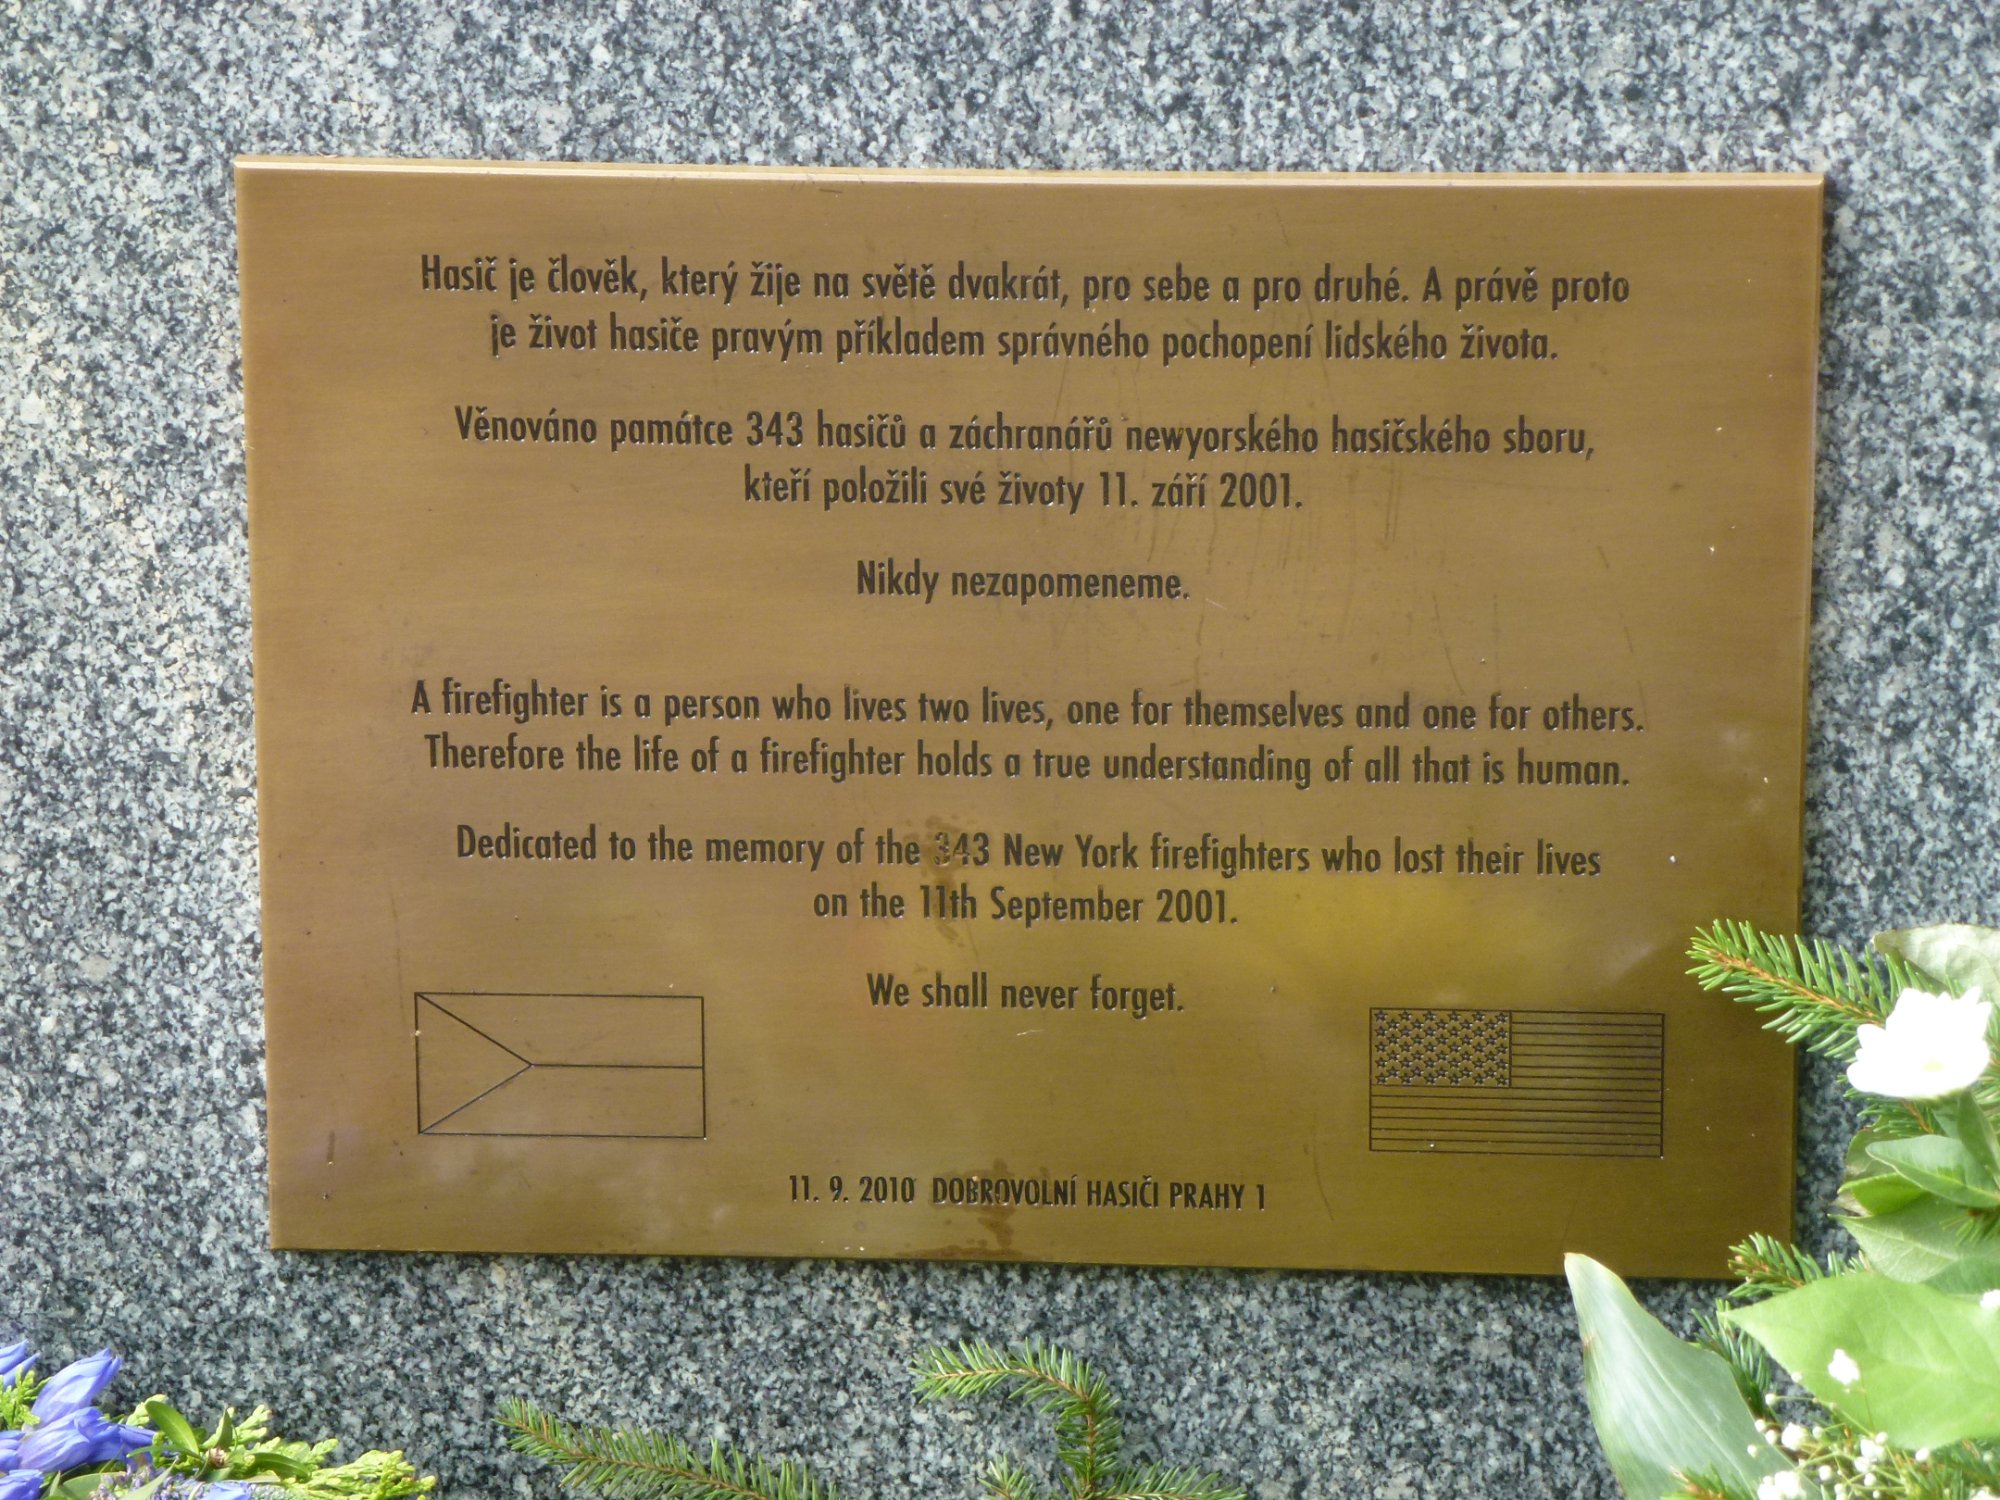 Hasič je člověk, který žije na světě dvakrát, pro sebe a pro druhé. A právě proto
je život hasiče pravým příkladem správného pochopení lidského života.
Věnováno památce 343 hasičů a záchranářů newyorského hasičského sboru,
kteří položili své životy 11. září 2001.
Nikdy nezapomeneme.
A firefighter is a person who lives two lives, one for themselves and one for others.
Therefore the life of a firefighter holds a true understanding of all that is human.
Dedicated to the memory of the 343 New York firefighters who lost their lives
on the 11th September 2001.
We shall never forget.
11. 9. 2010 DOBROVOLNÍ HASIČI PRAHY 1